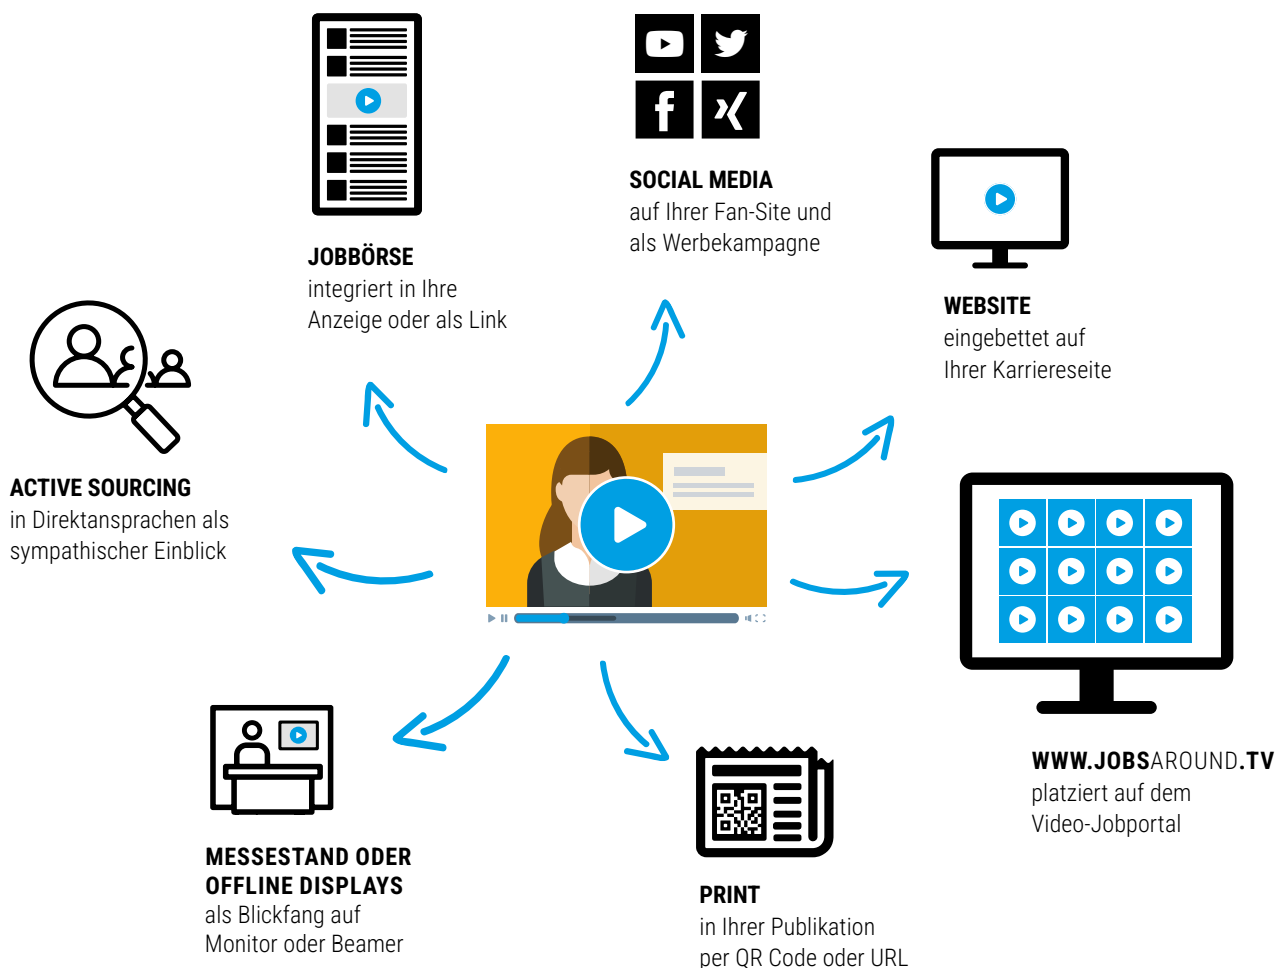 JOBBÖRSE
integriert in Ihre
Anzeige oder als Link
SOCIAL MEDIA
auf Ihrer Fan-Site und
als Werbekampagne
WEBSITE
eingebettet auf
Ihrer Karriereseite
ACTIVE SOURCING
in Direktansprachen als
sympathischer Einblick
WWW.JOBSAROUND.TV
platziert auf dem
Video-Jobportal
MESSESTAND ODER
OFFLINE DISPLAYS
als Blickfang auf
Monitor oder Beamer
PRINT
in Ihrer Publikation
per QR Code oder URL